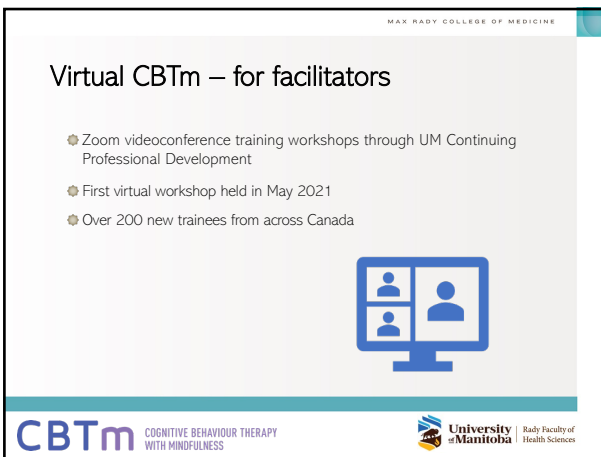 MAX RADY COLLEGE OF MEDICINE
Virtual CBTm – for facilitators
Zoom videoconference training workshops through UM Continuing
Professional Development
First virtual workshop held in May 2021
Over 200 new trainees from across Canada
CBTm
COGNITIVE BEHAVIOUR THERAPY
WITH MINDFULNESS
University
of Manitoba
Rady Faculty of
Health Sciences